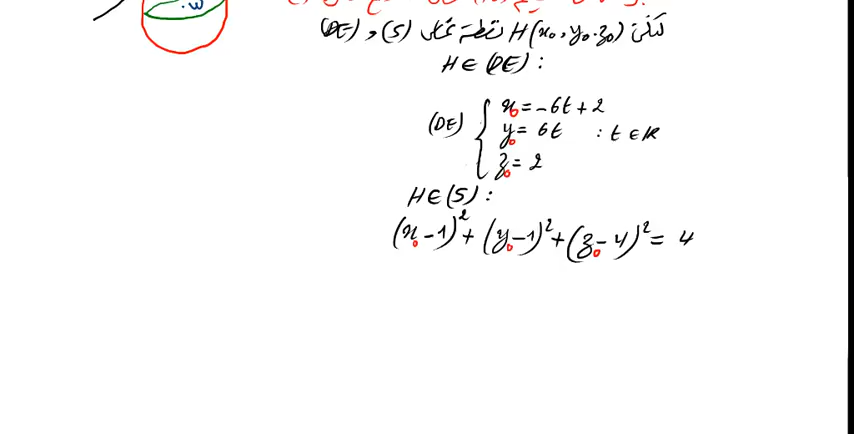 w
لتكن H(x₀, y₀, z₀) نقطة تماس (S) و (DE)
H∈(DE) :
(DE) { x₀ = -6t + 2
y₀ = 6t : t ∈ ℝ
z₀ = 2
H∈(S) :
(x₀ - 1)² + (y₀ - 1)² + (z₀ - 4)² = 4